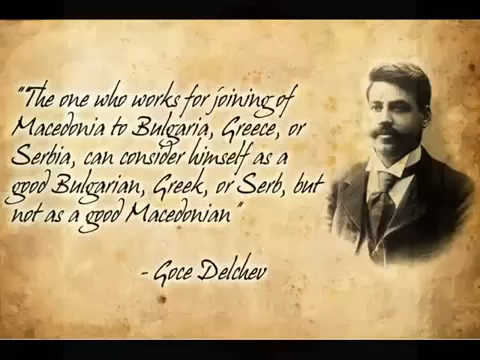 "The one who works for joining of
Macedonia to Bulgaria, Greece, or
Serbia, can consider himself as a
good Bulgarian, Greek, or Serb, but
not as a good Macedonian"
- Goce Delchev